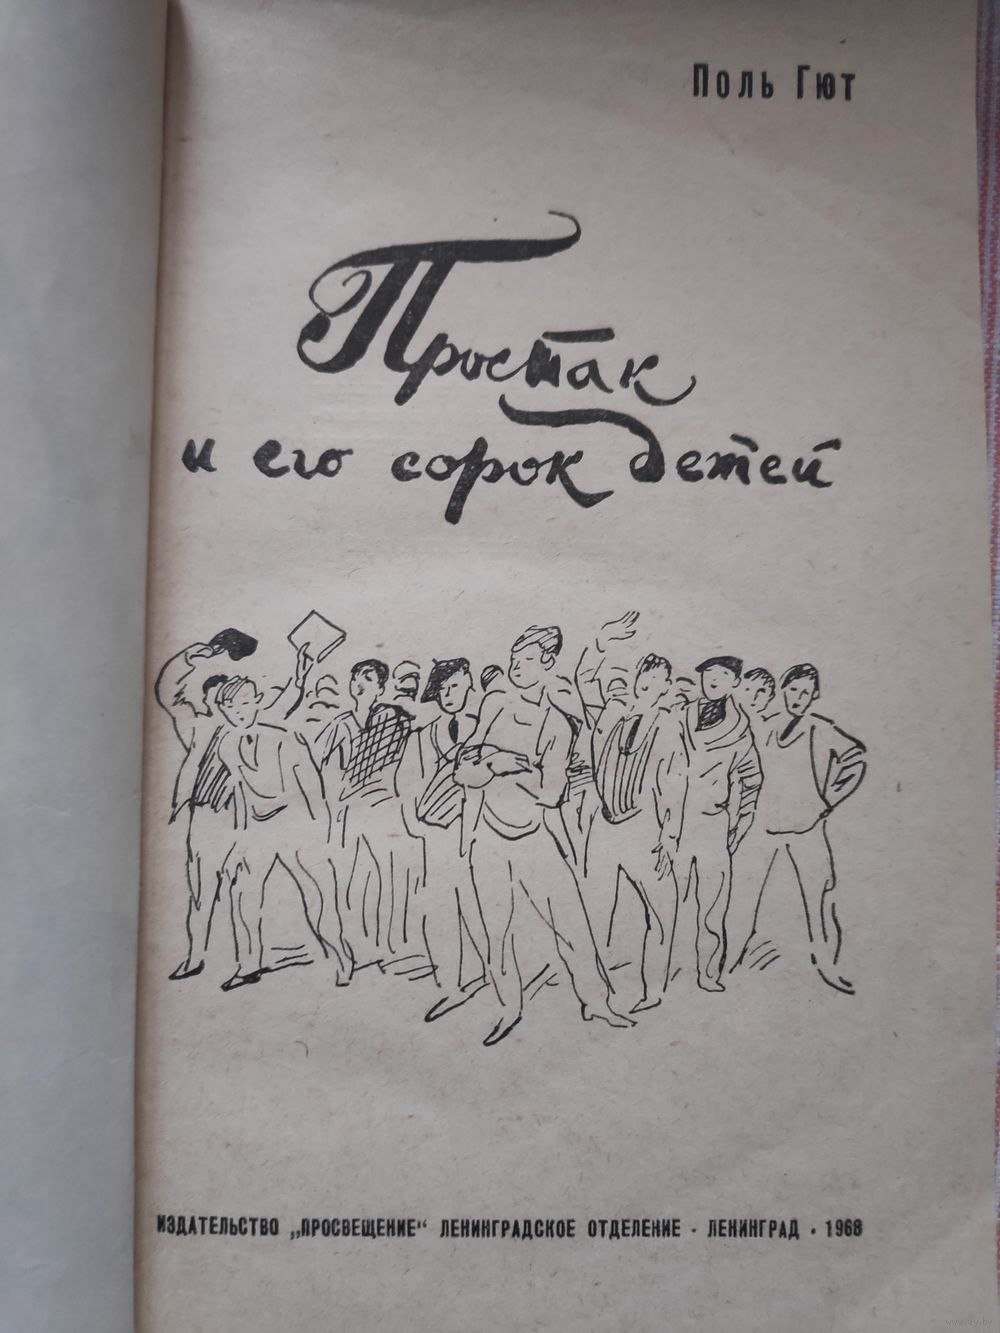 Поль Гют
Простак
и его сорок детей
ИЗДАТЕЛЬСТВО „ПРОСВЕЩЕНИЕ“ ЛЕНИНГРАДСКОЕ ОТДЕЛЕНИЕ · ЛЕНИНГРАД · 1968